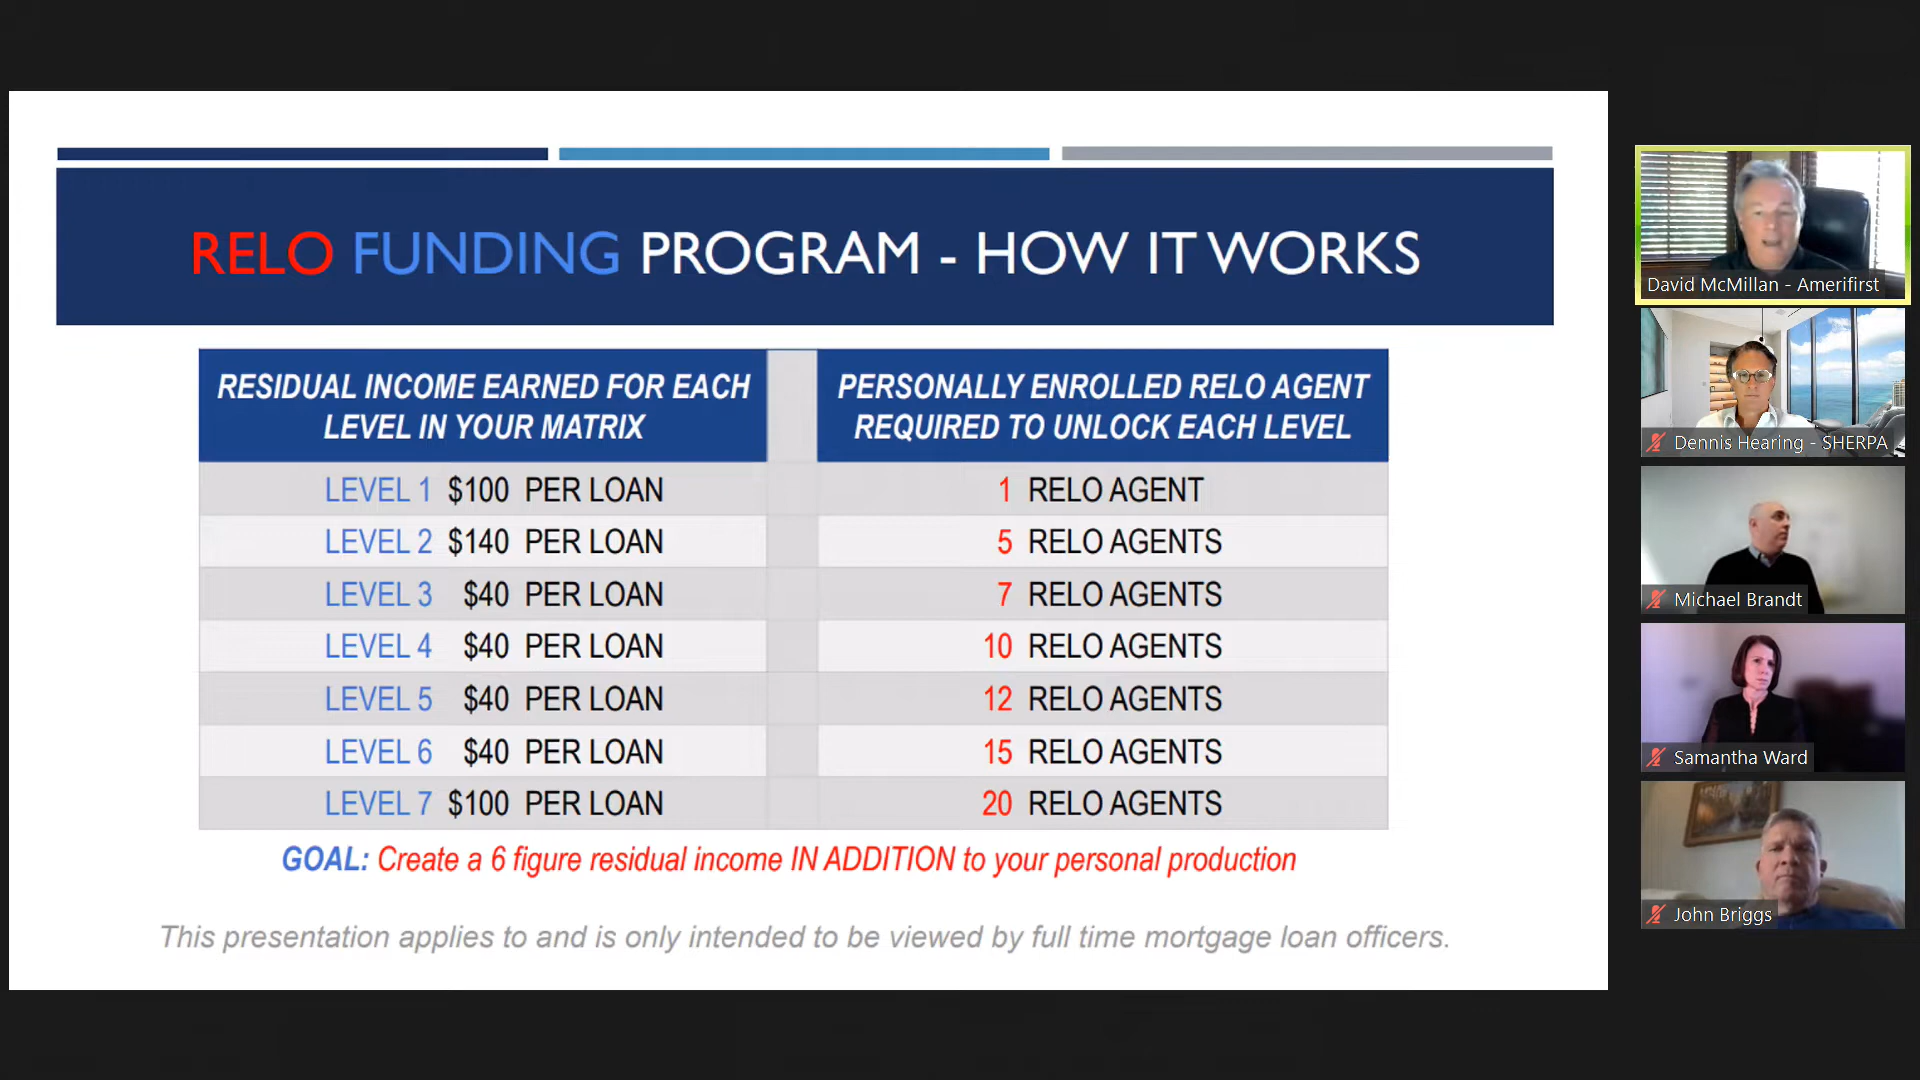 RELO FUNDING PROGRAM - HOW IT WORKS
RESIDUAL INCOME EARNED FOR EACH
LEVEL IN YOUR MATRIX
PERSONALLY ENROLLED RELO AGENT
REQUIRED TO UNLOCK EACH LEVEL
LEVEL 1 $100 PER LOAN
1 RELO AGENT
LEVEL 2 $140 PER LOAN
5 RELO AGENTS
LEVEL 3 $40 PER LOAN
7 RELO AGENTS
LEVEL 4 $40 PER LOAN
10 RELO AGENTS
LEVEL 5 $40 PER LOAN
12 RELO AGENTS
LEVEL 6 $40 PER LOAN
15 RELO AGENTS
LEVEL 7 $100 PER LOAN
20 RELO AGENTS
GOAL: Create a 6 figure residual income IN ADDITION to your personal production
This presentation applies to and is only intended to be viewed by full time mortgage loan officers.
David McMillan - Amerifirst
Dennis Hearing - SHERPA
Michael Brandt
Samantha Ward
John Briggs